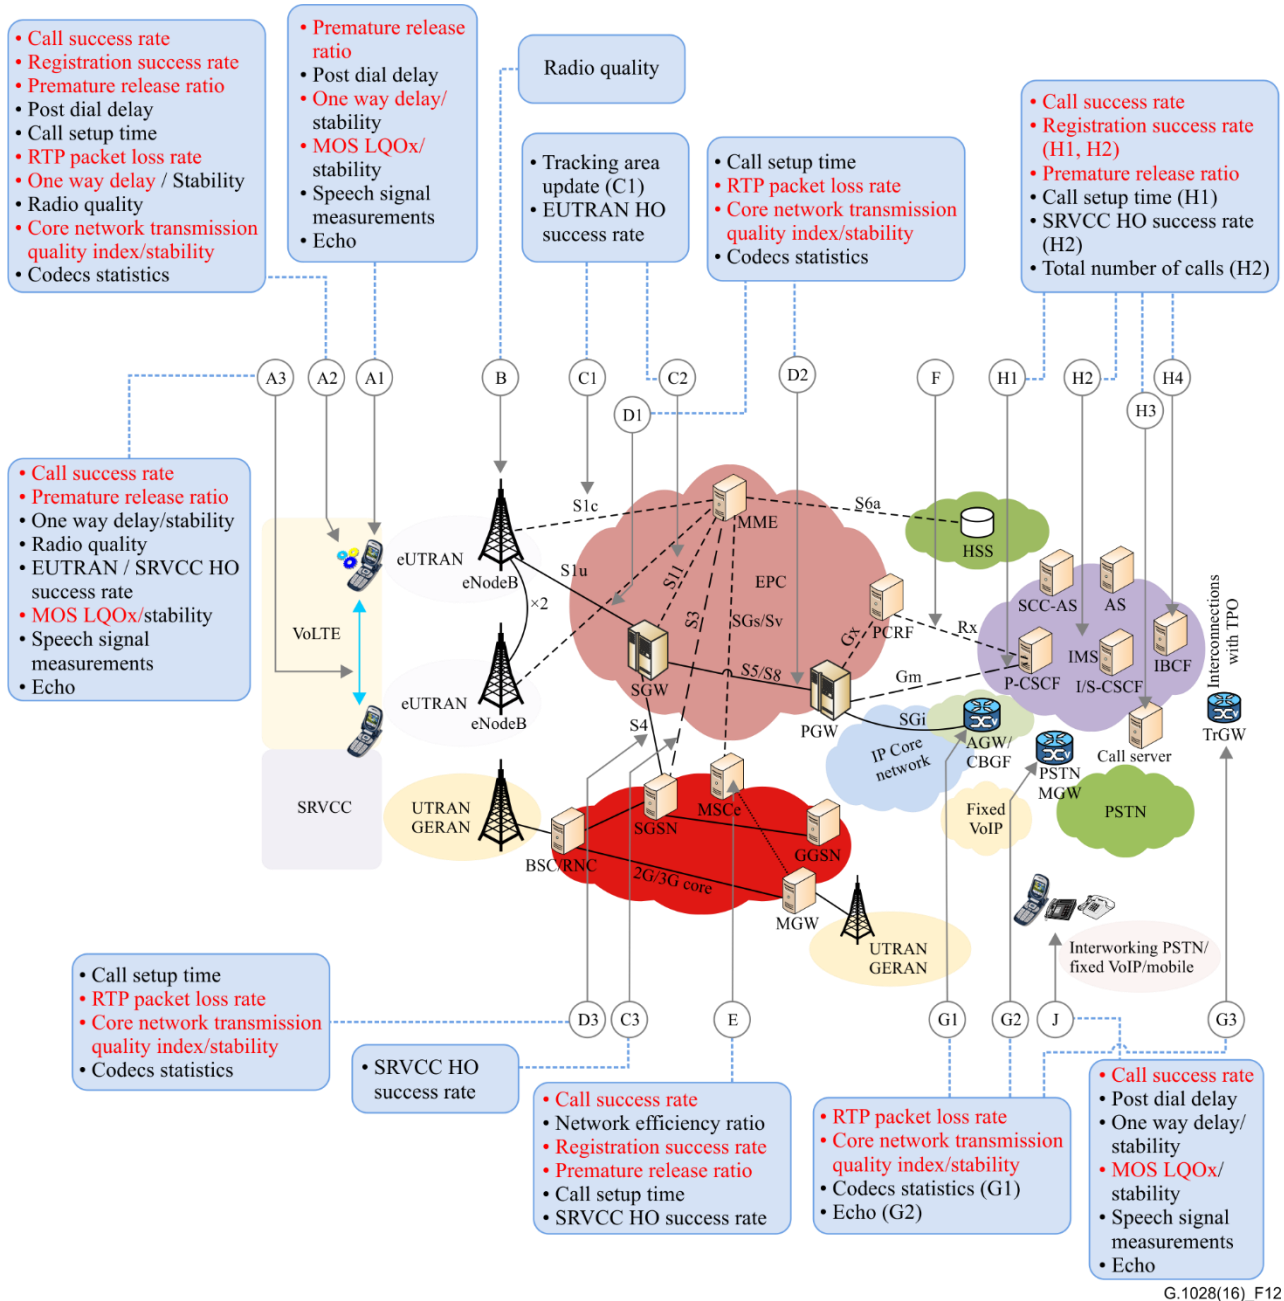 • Call success rate
• Registration success rate
• Premature release ratio
• Post dial delay
• Call setup time
• RTP packet loss rate
• One way delay / Stability
• Radio quality
• Core network transmission
quality index/stability
• Codecs statistics
• Premature release
ratio
• Post dial delay
• One way delay/
stability
• MOS LQOx/
stability
• Speech signal
measurements
• Echo
Radio quality
• Tracking area
update (C1)
• EUTRAN HO
success rate
• Call setup time
• RTP packet loss rate
• Core network transmission
quality index/stability
• Codecs statistics
• Call success rate
• Registration success rate
(H1, H2)
• Premature release ratio
• Call setup time (H1)
• SRVCC HO success rate
(H2)
• Total number of calls (H2)
A3
A2
A1
B
C1
C2
D1
D2
F
H1
H2
H3
H4
• Call success rate
• Premature release ratio
• One way delay/stability
• Radio quality
• EUTRAN / SRVCC HO
success rate
• MOS LQOx/stability
• Speech signal
measurements
• Echo
VoLTE
SRVCC
eUTRAN
eNodeB
×2
eUTRAN
eNodeB
S1c
S1u
S11
S3
MME
S6a
HSS
EPC
SGs/Sv
PCRF
Gx
Rx
SGW
S5/S8
PGW
Gm
SGi
S4
SCC-AS
AS
IMS
P-CSCF
I/S-CSCF
IBCF
Interconnections
with TPO
TrGW
Call server
AGW/
CBGF
IP Core
network
PSTN
MGW
Fixed
VoIP
PSTN
UTRAN
GERAN
BSC/RNC
SGSN
MSCe
GGSN
2G/3G core
MGW
UTRAN
GERAN
Interworking PSTN/
fixed VoIP/mobile
• Call setup time
• RTP packet loss rate
• Core network transmission
quality index/stability
• Codecs statistics
D3
C3
E
G1
G2
J
G3
• SRVCC HO
success rate
• Call success rate
• Network efficiency ratio
• Registration success rate
• Premature release ratio
• Call setup time
• SRVCC HO success rate
• RTP packet loss rate
• Core network transmission
quality index/stability
• Codecs statistics (G1)
• Echo (G2)
• Call success rate
• Post dial delay
• One way delay/
stability
• MOS LQOx/
stability
• Speech signal
measurements
• Echo
G.1028(16)_F12